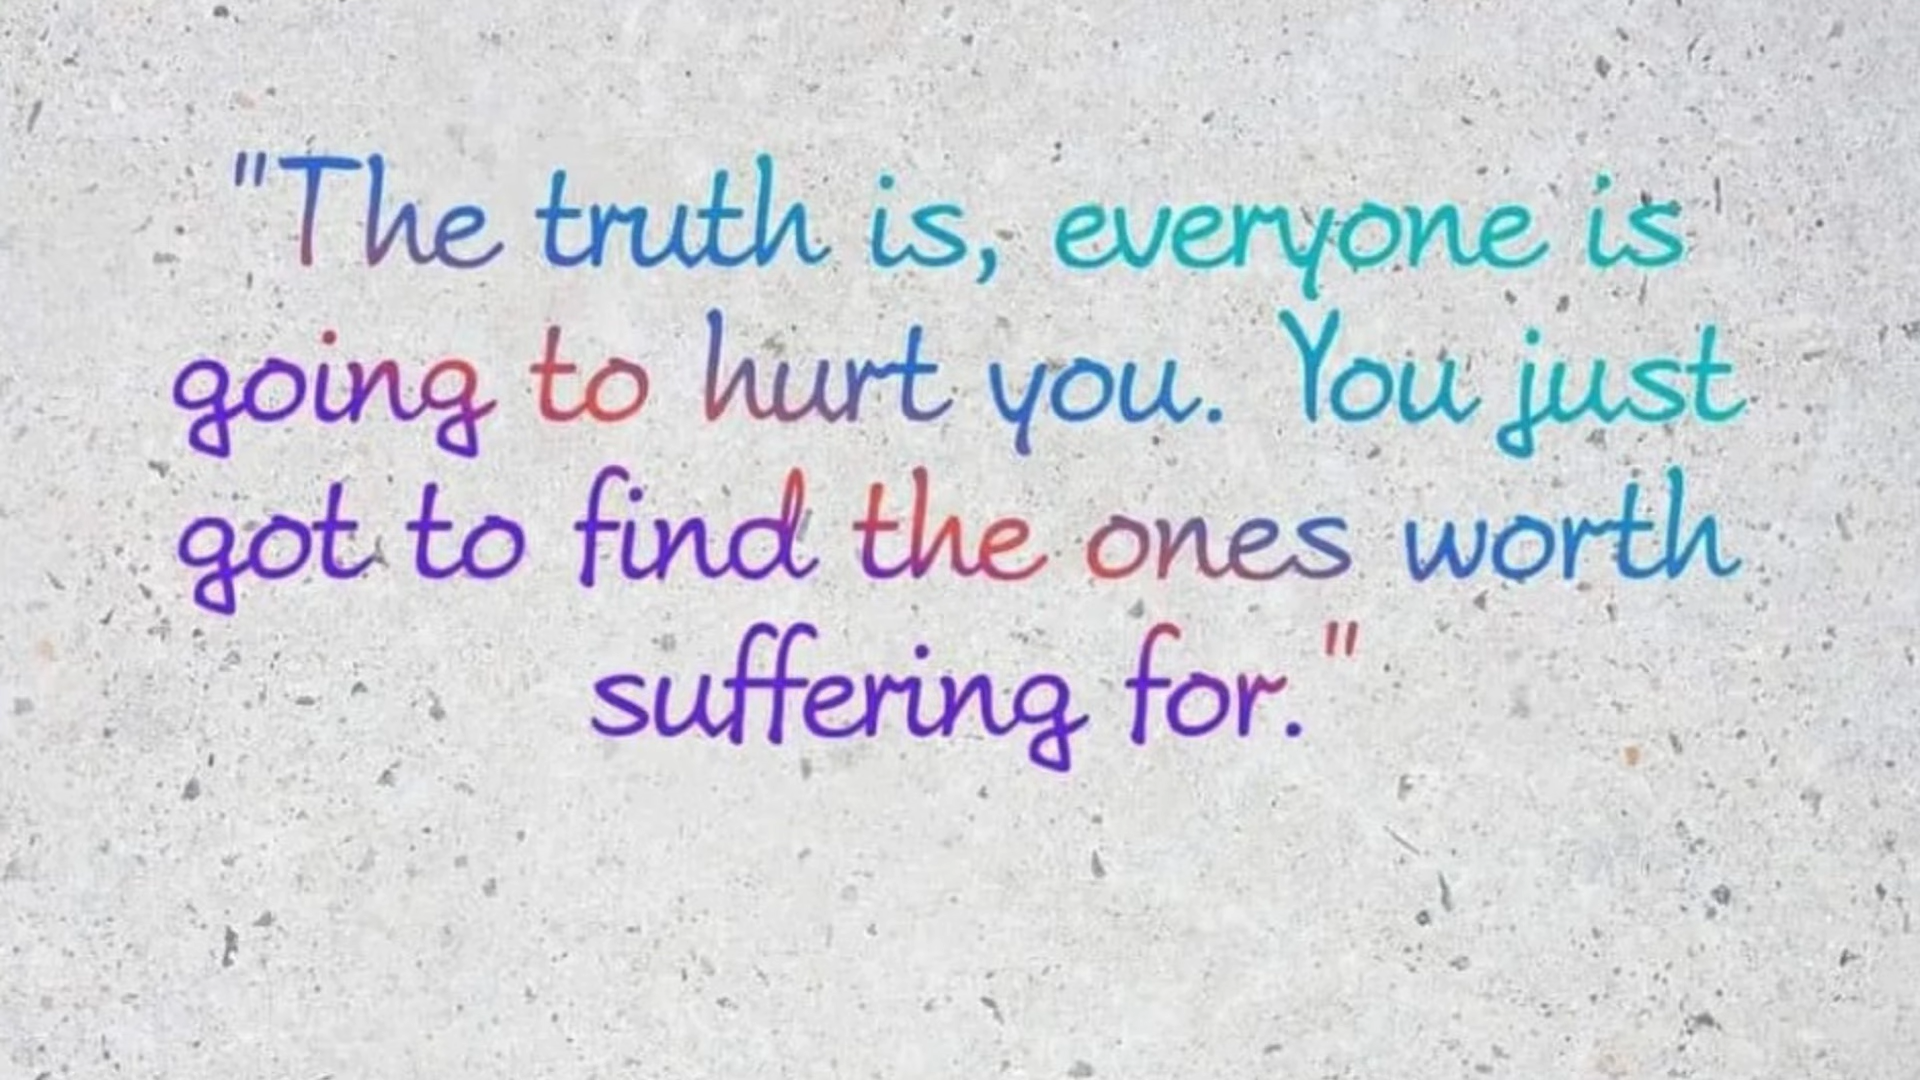 "The truth is, everyone is
going to hurt you. You just
got to find the ones worth
suffering for."